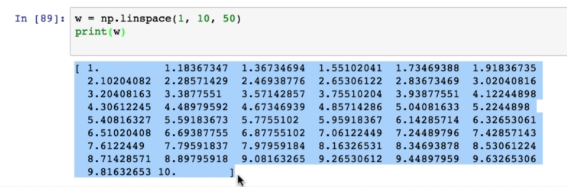 In [89]: w = np.linspace(1, 10, 50)
print(w)
[ 1. 1.18367347 1.36734694 1.55102041 1.73469388 1.91836735
2.10204082 2.28571429 2.46938776 2.65306122 2.83673469 3.02040816
3.20408163 3.3877551 3.57142857 3.75510204 3.93877551 4.12244898
4.30612245 4.48979592 4.67346939 4.85714286 5.04081633 5.2244898
5.40816327 5.59183673 5.7755102 5.95918367 6.14285714 6.32653061
6.51020408 6.69387755 6.87755102 7.06122449 7.24489796 7.42857143
7.6122449 7.79591837 7.97959184 8.16326531 8.34693878 8.53061224
8.71428571 8.89795918 9.08163265 9.26530612 9.44897959 9.63265306
9.81632653 10. ]